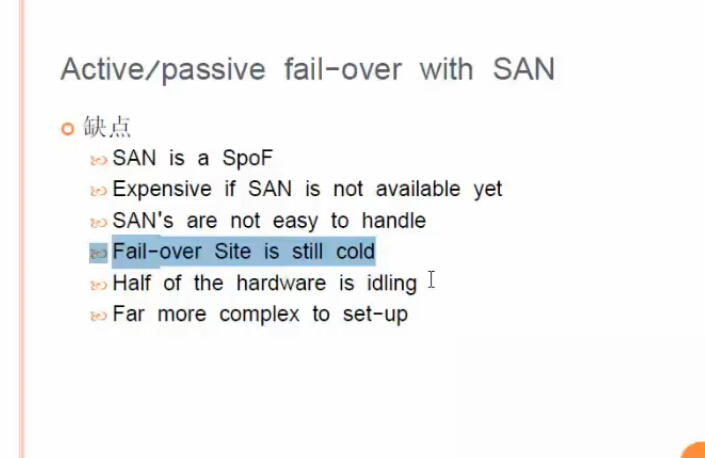 Active/passive fail-over with SAN
缺点
SAN is a SpoF
Expensive if SAN is not available yet
SAN's are not easy to handle
Fail-over Site is still cold
Half of the hardware is idling
Far more complex to set-up